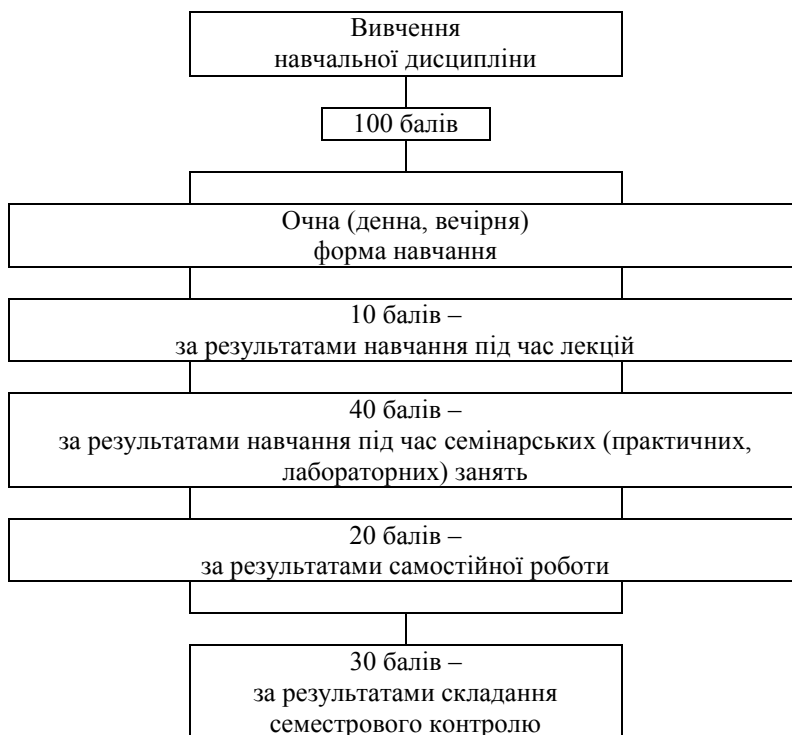 Вивчення
навчальної дисципліни
100 балів
Очна (денна, вечірня)
форма навчання
10 балів –
за результатами навчання під час лекцій
40 балів –
за результатами навчання під час семінарських (практичних,
лабораторних) занять
20 балів –
за результатами самостійної роботи
30 балів –
за результатами складання
семестрового контролю